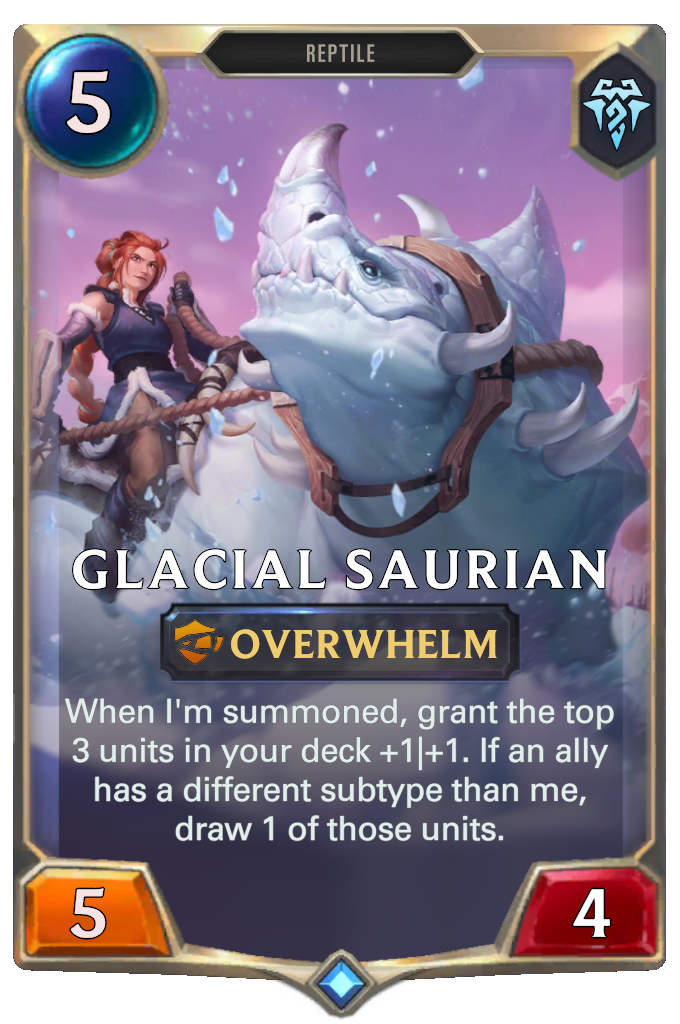 REPTILE
5
GLACIAL SAURIAN
OVERWHELM
When I'm summoned, grant the top
3 units in your deck +1|+1. If an ally
has a different subtype than me,
draw 1 of those units.
5
4